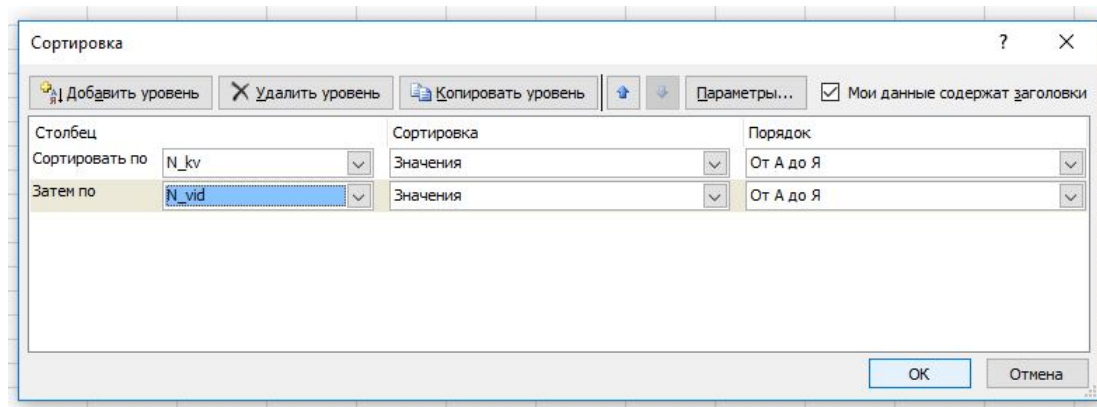 Сортировка ? X
Добавить уровень Удалить уровень Копировать уровень Параметры... Мои данные содержат заголовки
Столбец Сортировка Порядок
Сортировать по N_kv Значения От А до Я
Затем по N_vid Значения От А до Я
ОК Отмена